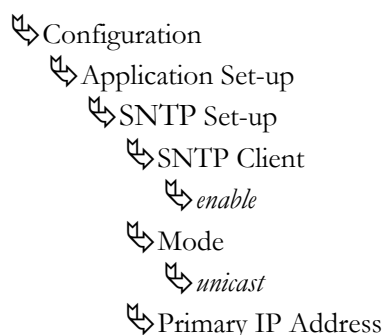 Configuration
Application Set-up
SNTP Set-up
SNTP Client
enable
Mode
unicast
Primary IP Address